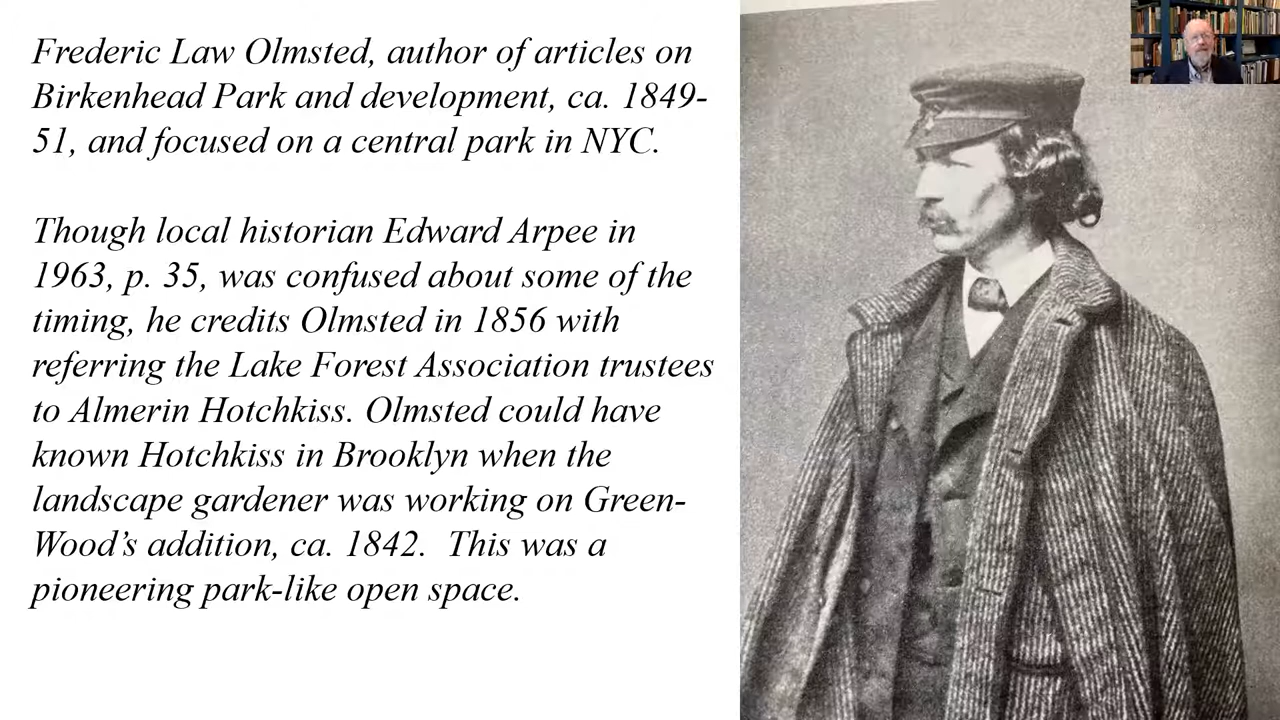 Frederic Law Olmsted, author of articles on
Birkenhead Park and development, ca. 1849-
51, and focused on a central park in NYC.
Though local historian Edward Arpee in
1963, p. 35, was confused about some of the
timing, he credits Olmsted in 1856 with
referring the Lake Forest Association trustees
to Almerin Hotchkiss. Olmsted could have
known Hotchkiss in Brooklyn when the
landscape gardener was working on Green-
Wood’s addition, ca. 1842.  This was a
pioneering park-like open space.